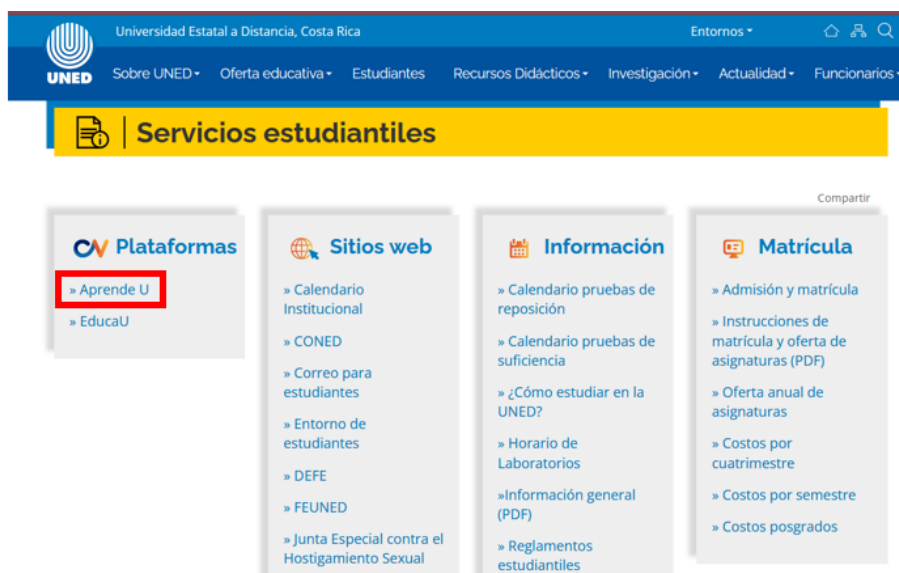 Universidad Estatal a Distancia, Costa Rica
Entornos
UNED
Sobre UNED
Oferta educativa
Estudiantes
Recursos Didácticos
Investigación
Actualidad
Funcionarios
Servicios estudiantiles
Compartir
Plataformas
» Aprende U
» EducaU
Sitios web
» Calendario
Institucional
» CONED
» Correo para
estudiantes
» Entorno de
estudiantes
» DEFE
» FEUNED
» Junta Especial contra el
Hostigamiento Sexual
Información
» Calendario pruebas de
reposición
» Calendario pruebas de
suficiencia
» ¿Cómo estudiar en la
UNED?
» Horario de
Laboratorios
»Información general
(PDF)
» Reglamentos
estudiantiles
Matrícula
» Admisión y matrícula
» Instrucciones de
matrícula y oferta de
asignaturas (PDF)
» Oferta anual de
asignaturas
» Costos por
cuatrimestre
» Costos por semestre
» Costos posgrados